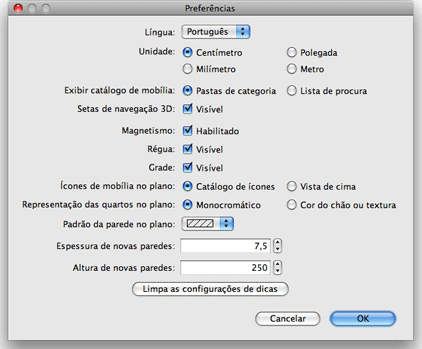 Preferências
Língua: Português
Unidade: Centímetro Polegada
Milímetro Metro
Exibir catálogo de mobília: Pastas de categoria Lista de procura
Setas de navegação 3D: Visível
Magnetismo: Habilitado
Régua: Visível
Grade: Visível
Ícones de mobília no plano: Catálogo de ícones Vista de cima
Representação das quartos no plano: Monocromático Cor do chão ou textura
Padrão da parede no plano:
Espessura de novas paredes: 7,5
Altura de novas paredes: 250
Limpa as configurações de dicas
Cancelar OK